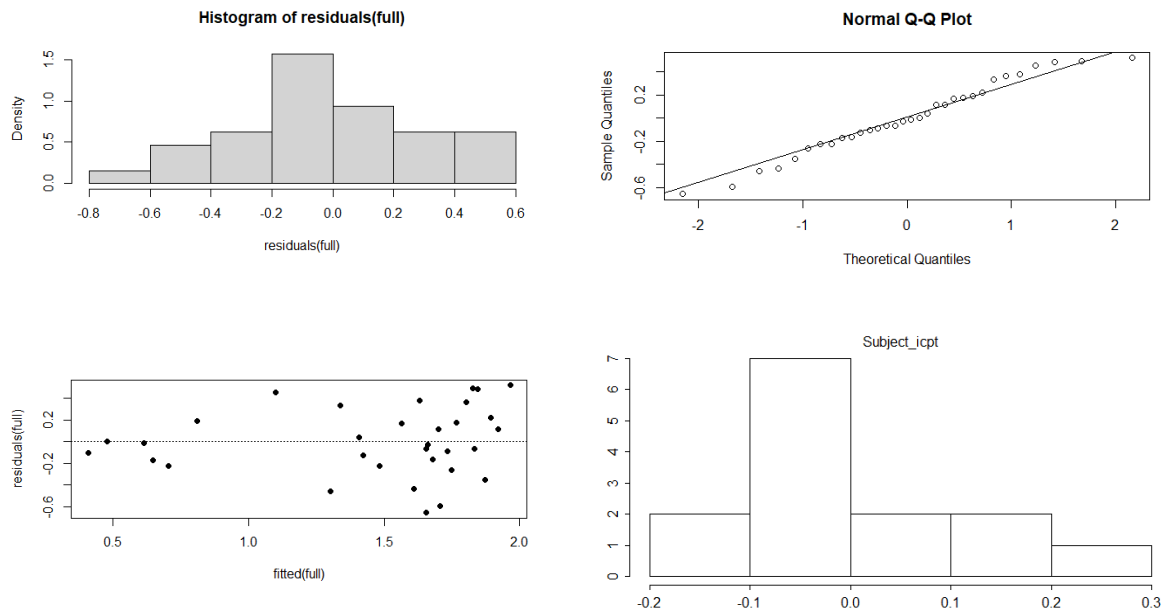 Histogram of residuals(full)
Density
0.0 0.5 1.0 1.5
-0.8 -0.6 -0.4 -0.2 0.0 0.2 0.4 0.6
residuals(full)
Normal Q-Q Plot
Sample Quantiles
-0.6 -0.2 0.2
-2 -1 0 1 2
Theoretical Quantiles
residuals(full)
-0.6 -0.2 0.2
0.5 1.0 1.5 2.0
fitted(full)
Subject_icpt
0 1 2 3 4 5 6 7
-0.2 -0.1 0.0 0.1 0.2 0.3